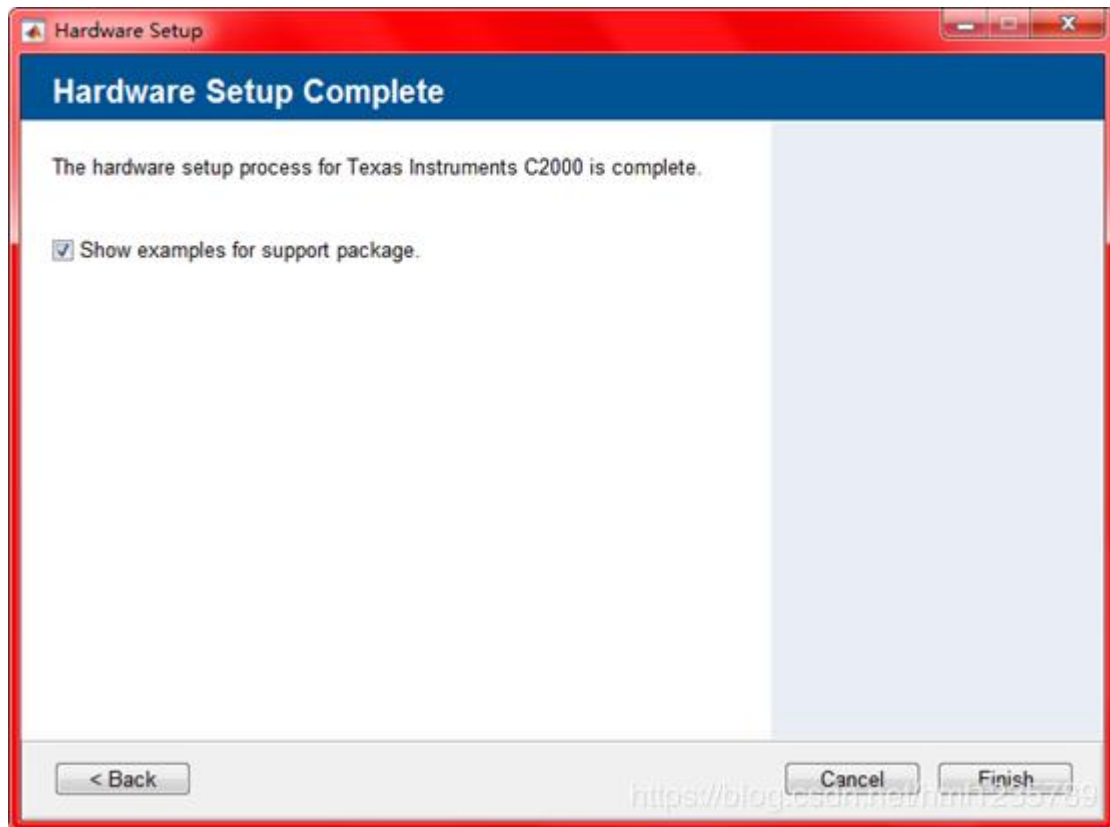 Hardware Setup
Hardware Setup Complete
The hardware setup process for Texas Instruments C2000 is complete.
Show examples for support package.
< Back
Cancel
Finish